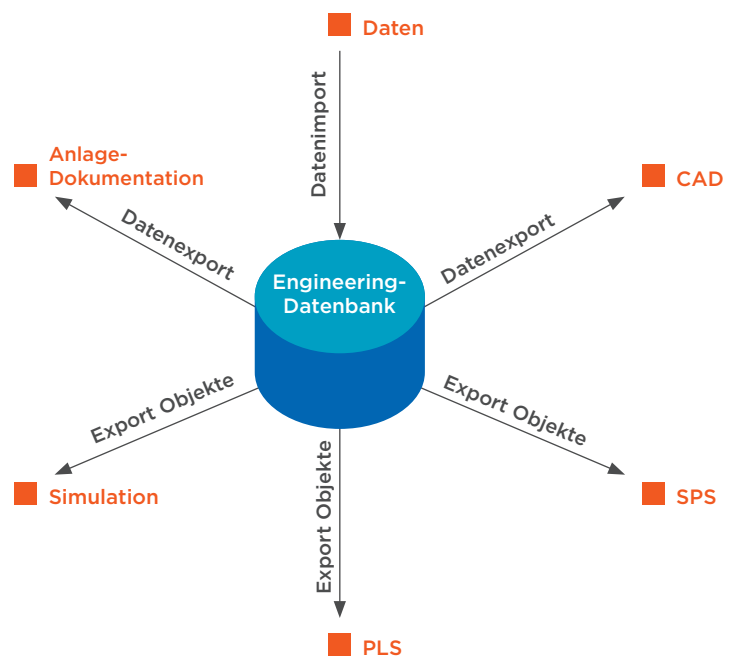 Daten
Datenimport
Anlage-
Dokumentation
CAD
Datenexport
Datenexport
Engineering-
Datenbank
Export Objekte
Export Objekte
Export Objekte
Simulation
SPS
PLS